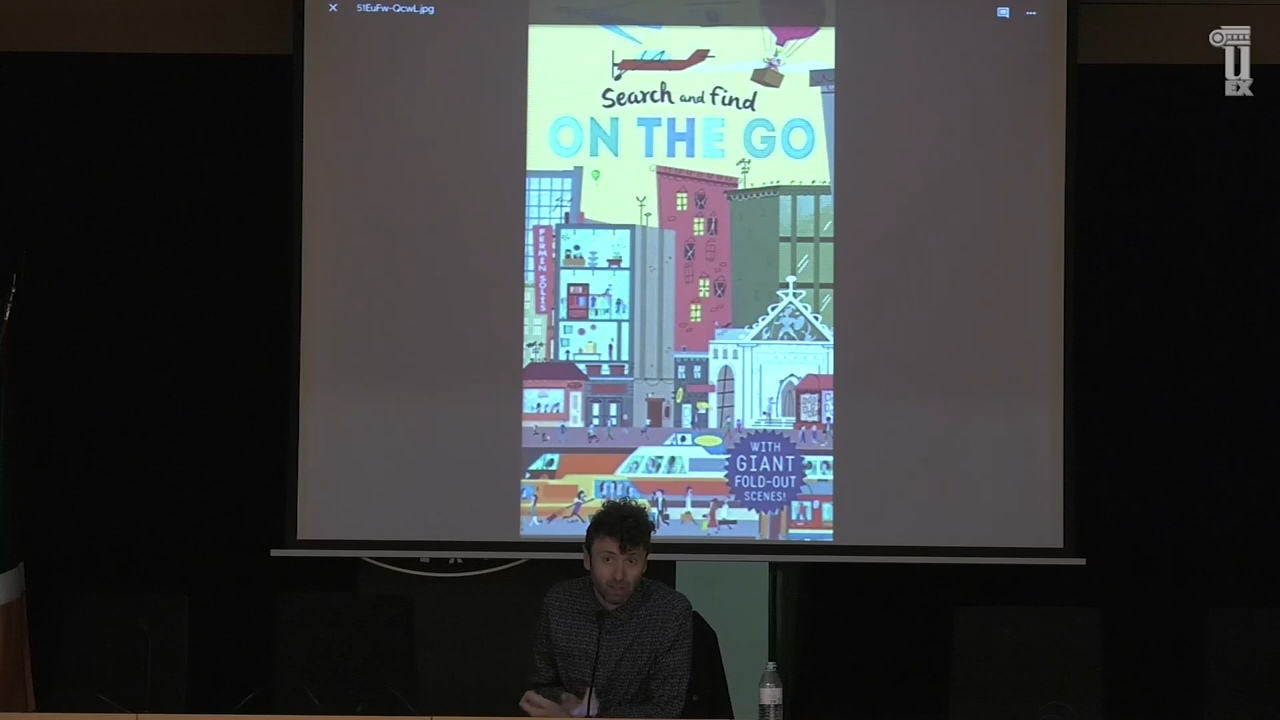 51EuFw-QcwL.jpg
U
EX
Search and find
ON THE GO
FERMIN SOLIS
WITH
GIANT
FOLD-OUT
SCENES!